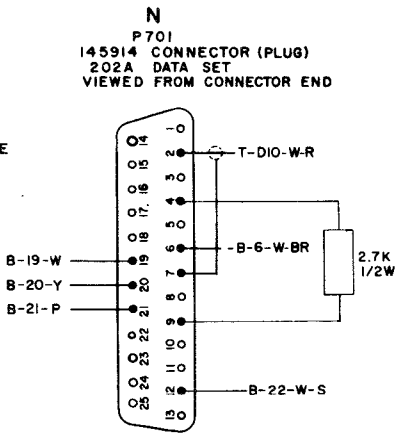 N
P701
145914 CONNECTOR (PLUG)
202A DATA SET
VIEWED FROM CONNECTOR END
E
14
1
2
T-D10-W-R
15
3
16
4
17.
5
18
6
-B-6-W-BR
B-19-W
19
7
2.7K
1/2W
B-20-Y
20
8
B-21-P
21
9
22
10
23
11
24
12
B-22-W-S
25
13